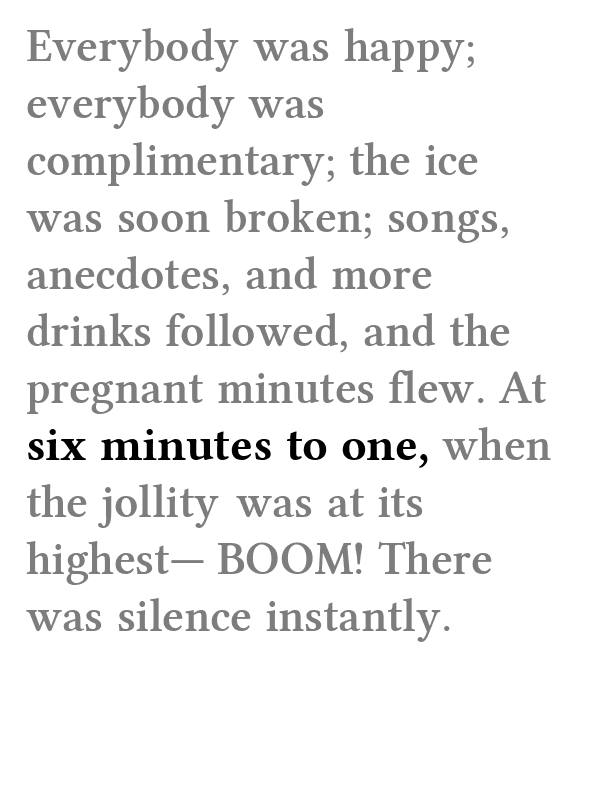 Everybody was happy;
everybody was
complimentary; the ice
was soon broken; songs,
anecdotes, and more
drinks followed, and the
pregnant minutes flew. At
six minutes to one, when
the jollity was at its
highest— BOOM! There
was silence instantly.